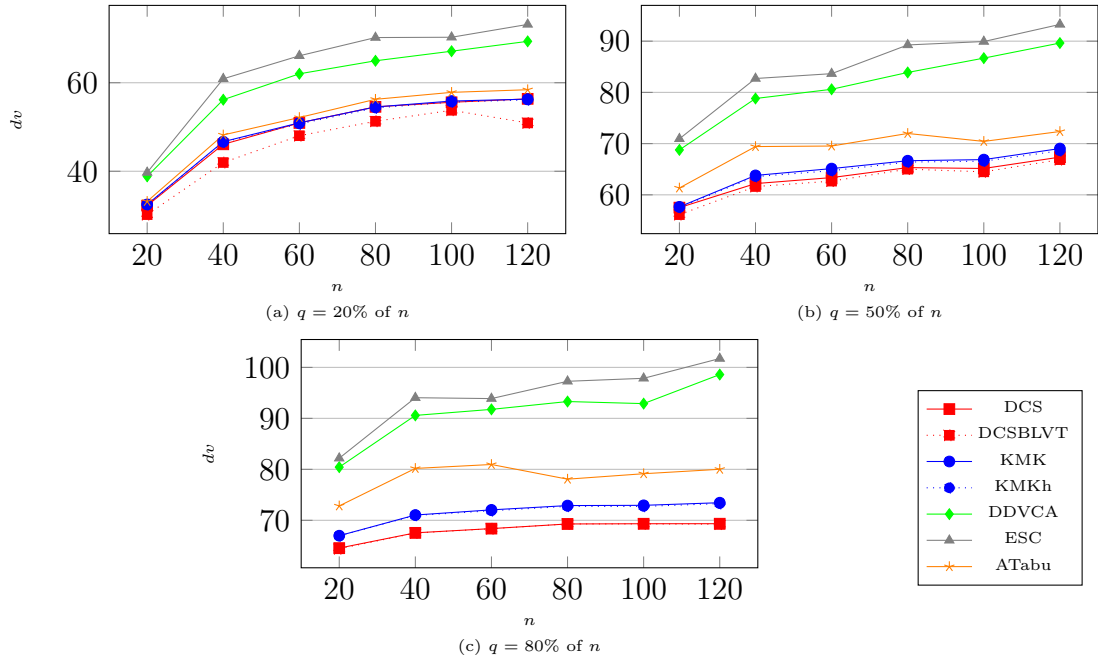 60
40
dv
20 40 60 80 100 120
n
(a) q = 20% of n
90
80
70
60
20 40 60 80 100 120
n
(b) q = 50% of n
100
90
80
70
dv
20 40 60 80 100 120
n
(c) q = 80% of n
DCS
DCSBLVT
KMK
KMKh
DDVCA
ESC
ATabu